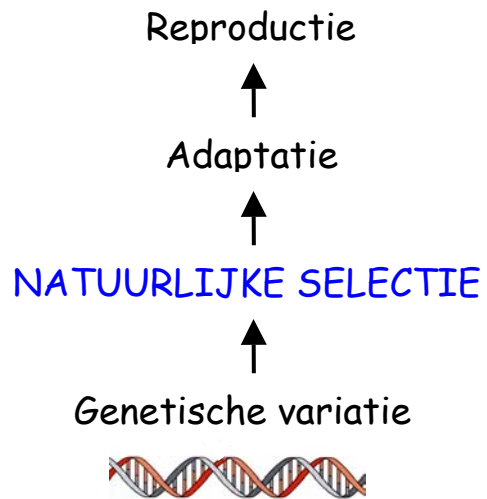 Reproductie
Adaptatie
NATUURLIJKE SELECTIE
Genetische variatie